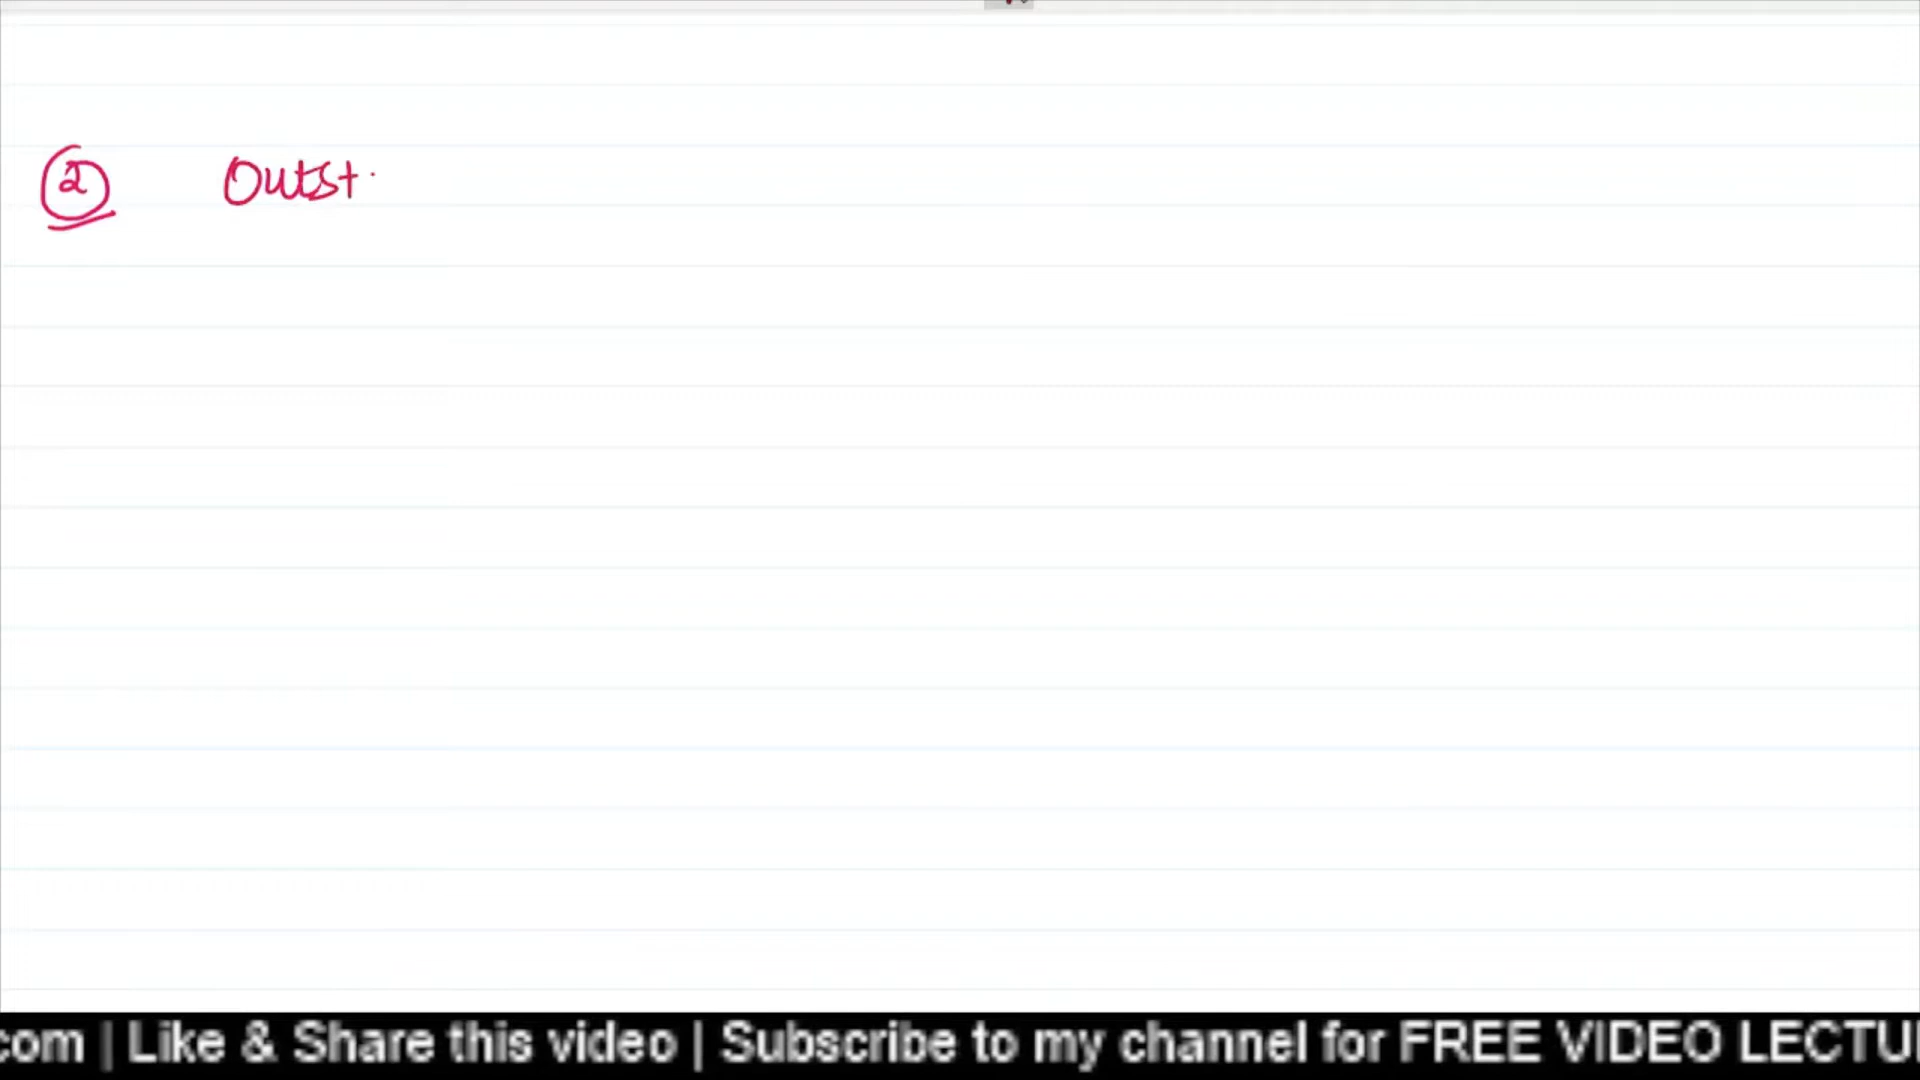 ② Outst.
com | Like & Share this video | Subscribe to my channel for FREE VIDEO LECTU